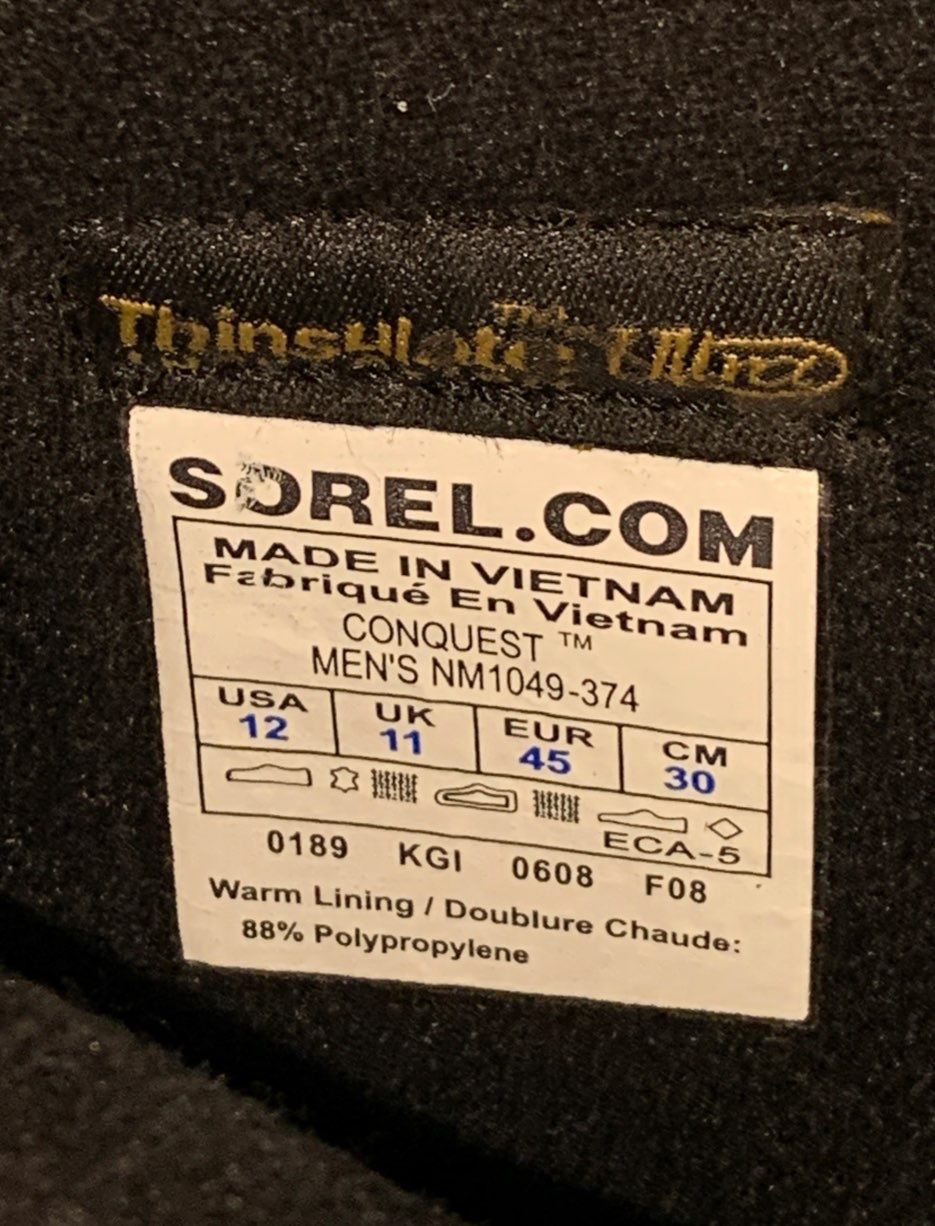 Thinsulate™ Ultra
SOREL.COM
MADE IN VIETNAM
Fabriqué En Vietnam
CONQUEST ™
MEN'S NM1049-374
USA UK EUR CM
12 11 45 30
ECA-5
0189 KGI 0608 F08
Warm Lining / Doublure Chaude:
88% Polypropylene